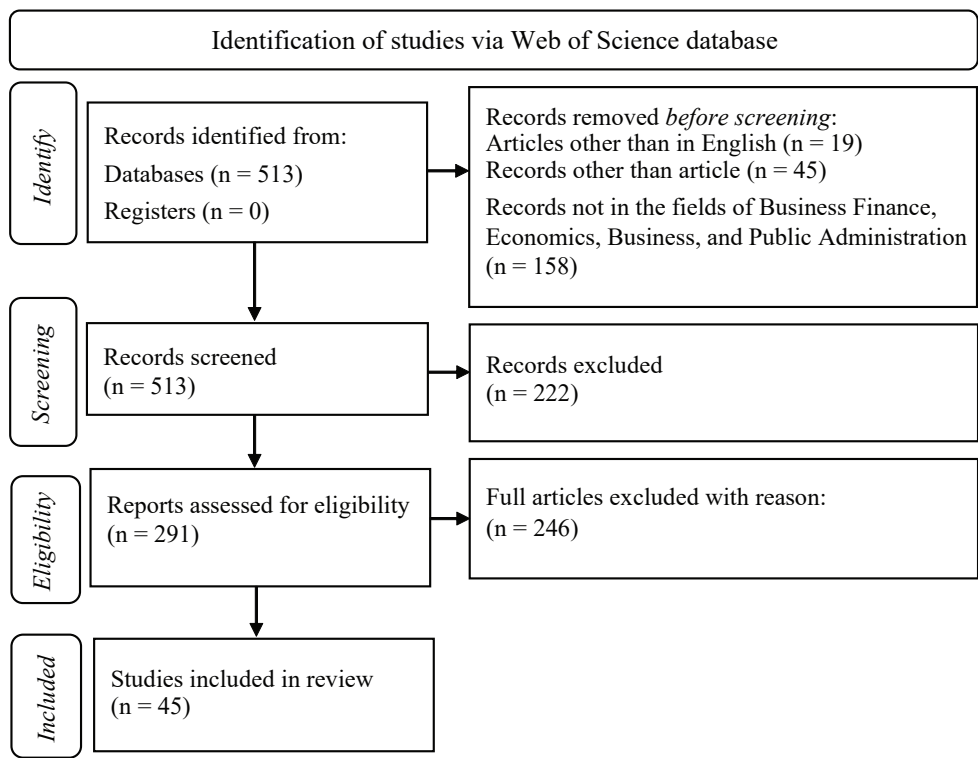 Identification of studies via Web of Science database
Identify
Records identified from:
Databases (n = 513)
Registers (n = 0)
Records removed before screening:
Articles other than in English (n = 19)
Records other than article (n = 45)
Records not in the fields of Business Finance,
Economics, Business, and Public Administration
(n = 158)
Screening
Records screened
(n = 513)
Records excluded
(n = 222)
Eligibility
Reports assessed for eligibility
(n = 291)
Full articles excluded with reason:
(n = 246)
Included
Studies included in review
(n = 45)